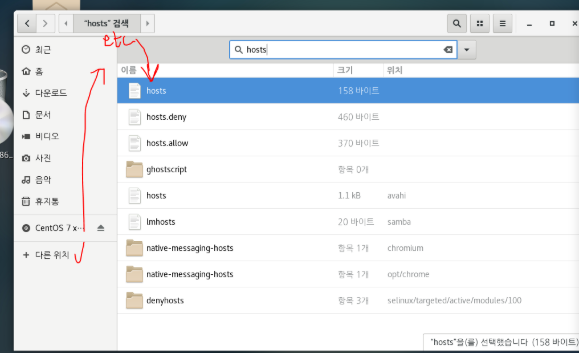 "hosts" 검색
etc
최근
홈
다운로드
문서
비디오
사진
음악
휴지통
CentOS 7 x…
+ 다른 위치
hosts
이름 크기 위치
hosts 158 바이트
hosts.deny 460 바이트
hosts.allow 370 바이트
ghostscript 항목 0개
hosts 1.1 kB avahi
lmhosts 20 바이트 samba
native-messaging-hosts 항목 1개 chromium
native-messaging-hosts 항목 1개 opt/chrome
denyhosts 항목 3개 selinux/targeted/active/modules/100
"hosts"을(를) 선택했습니다 (158 바이트)
86...